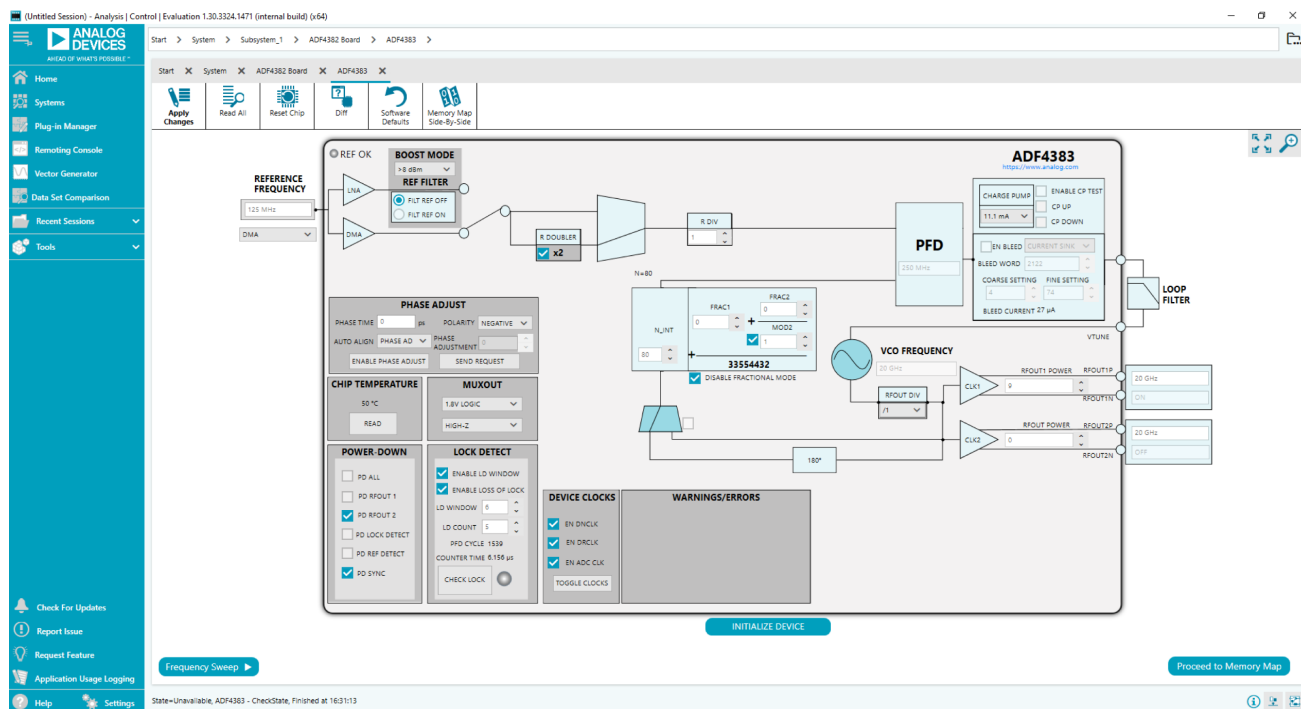 (Untitled Session) - Analysis | Control | Evaluation 1.30.3324.1471 (internal build) (x64)
ANALOG DEVICES
AHEAD OF WHAT'S POSSIBLE™
Start > System > Subsystem_1 > ADF4382 Board > ADF4383 >
Start X System X ADF4382 Board X ADF4383 X
Home
Systems
Plug-in Manager
Remoting Console
Vector Generator
Data Set Comparison
Recent Sessions
Tools
Check For Updates
Report Issue
Request Feature
Application Usage Logging
Help Settings
Apply Changes
Read All
Reset Chip
Diff
Software Defaults
Memory Map Side-By-Side
REF OK
BOOST MODE
>8 dBm
REF FILTER
FILT REF OFF
FILT REF ON
REFERENCE FREQUENCY
125 MHz
DMA
LNA
DMA
R DOUBLER
x2
R DIV
1
PFD
250 MHz
ADF4383
https://www.analog.com
CHARGE PUMP
11.1 mA
ENABLE CP TEST
CP UP
CP DOWN
EN BLEED CURRENT SINK
BLEED WORD 2122
COARSE SETTING FINE SETTING
4 74
BLEED CURRENT 27 µA
LOOP FILTER
VTUNE
N=80
N_INT
80
+
FRAC1
0
+
FRAC2
0
MOD2
1
33554432
DISABLE FRACTIONAL MODE
VCO FREQUENCY
20 GHz
RFOUT DIV
/1
180°
CLK1
RFOUT1 POWER
9
RFOUT1P
RFOUT1N
20 GHz
ON
CLK2
RFOUT POWER
0
RFOUT2P
RFOUT2N
20 GHz
OFF
PHASE ADJUST
PHASE TIME 0 ps POLARITY NEGATIVE
AUTO ALIGN PHASE AD PHASE ADJUSTMENT 0
ENABLE PHASE ADJUST SEND REQUEST
CHIP TEMPERATURE
50 °C
READ
MUXOUT
1.8V LOGIC
HIGH-Z
POWER-DOWN
PD ALL
PD RFOUT 1
PD RFOUT 2
PD LOCK DETECT
PD REF DETECT
PD SYNC
LOCK DETECT
ENABLE LD WINDOW
ENABLE LOSS OF LOCK
LD WINDOW 6
LD COUNT 5
PFD CYCLE 1539
COUNTER TIME 6.156 µs
CHECK LOCK
DEVICE CLOCKS
EN DNCLK
EN DRCLK
EN ADC CLK
TOGGLE CLOCKS
WARNINGS/ERRORS
INITIALIZE DEVICE
Frequency Sweep
Proceed to Memory Map
State=Unavailable, ADF4383 - CheckState, Finished at 16:31:13